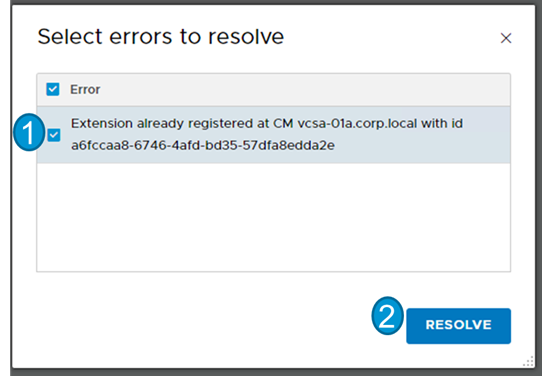 Select errors to resolve
Error
1
Extension already registered at CM vcsa-01a.corp.local with id
a6fccaa8-6746-4afd-bd35-57dfa8edda2e
2
RESOLVE